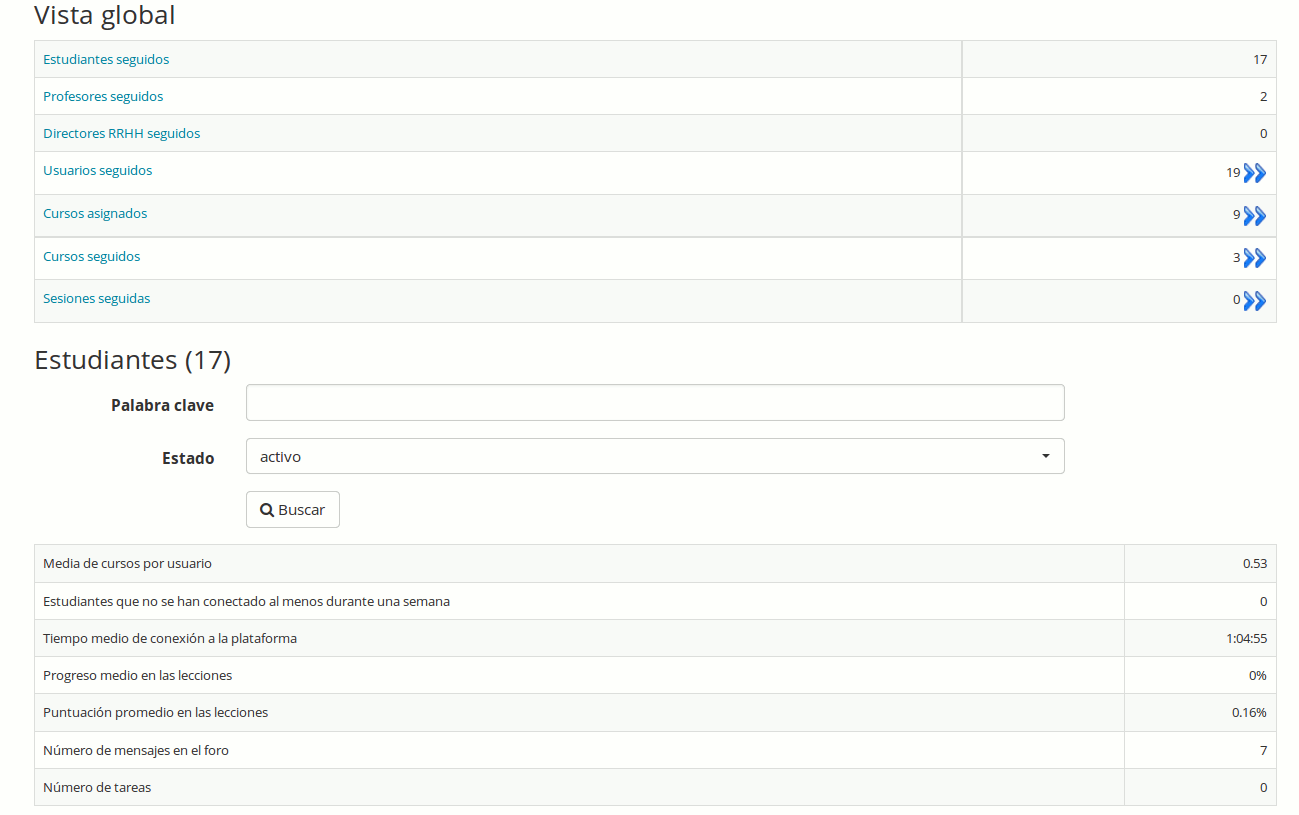 Vista global
Estudiantes seguidos 17
Profesores seguidos 2
Directores RRHH seguidos 0
Usuarios seguidos 19
Cursos asignados 9
Cursos seguidos 3
Sesiones seguidas 0
Estudiantes (17)
Palabra clave
Estado activo
Buscar
Media de cursos por usuario 0.53
Estudiantes que no se han conectado al menos durante una semana 0
Tiempo medio de conexión a la plataforma 1:04:55
Progreso medio en las lecciones 0%
Puntuación promedio en las lecciones 0.16%
Número de mensajes en el foro 7
Número de tareas 0